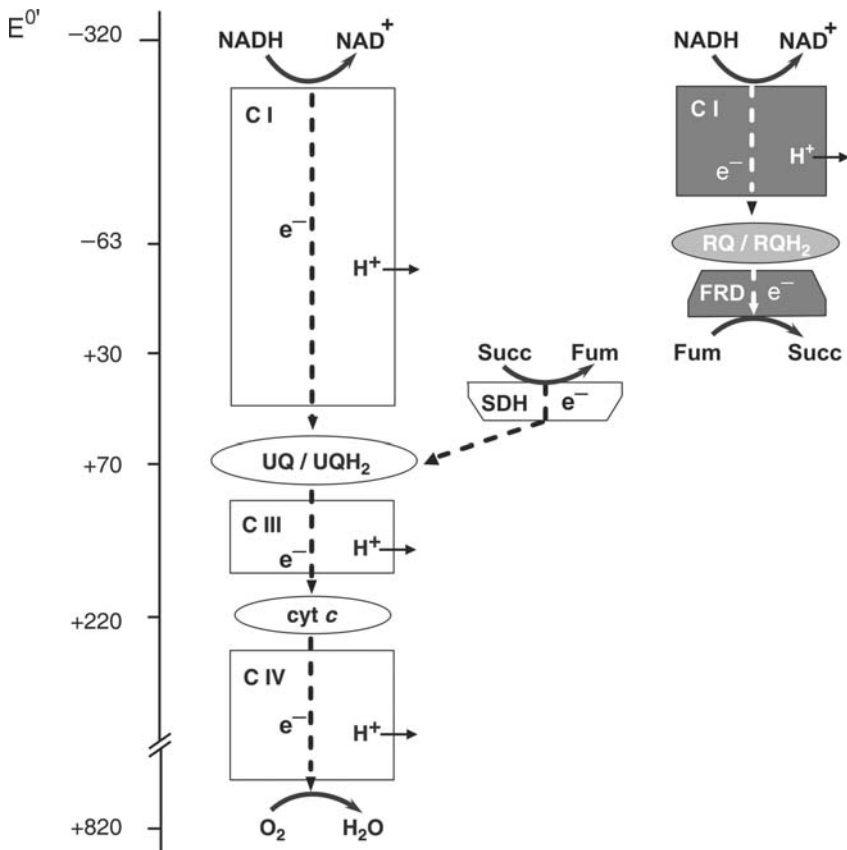 E⁰'
−320
−63
+30
+70
+220
+820
NADH NAD⁺
C I
e⁻
H⁺
UQ / UQH₂
C III
e⁻
H⁺
cyt c
C IV
e⁻
H⁺
O₂ H₂O
Succ Fum
SDH e⁻
NADH NAD⁺
C I
H⁺
e⁻
RQ / RQH₂
FRD e⁻
Fum Succ